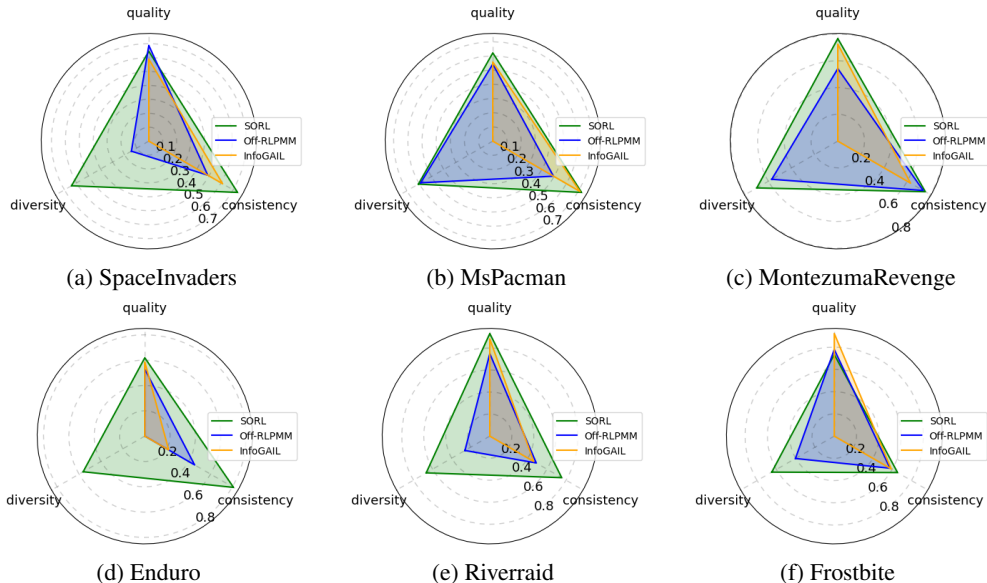 quality
SORL
Off-RLPMM
InfoGAIL
0.1
0.2
0.3
0.4
0.5
0.6
0.7
diversity
consistency
(a) SpaceInvaders
quality
SORL
Off-RLPMM
InfoGAIL
0.1
0.2
0.3
0.4
0.5
0.6
0.7
diversity
consistency
(b) MsPacman
quality
SORL
Off-RLPMM
InfoGAIL
0.2
0.4
0.6
0.8
diversity
consistency
(c) MontezumaRevenge
quality
SORL
Off-RLPMM
InfoGAIL
0.2
0.4
0.6
0.8
diversity
consistency
(d) Enduro
quality
SORL
Off-RLPMM
InfoGAIL
0.2
0.4
0.6
0.8
diversity
consistency
(e) Riverraid
quality
SORL
Off-RLPMM
InfoGAIL
0.2
0.4
0.6
0.8
diversity
consistency
(f) Frostbite